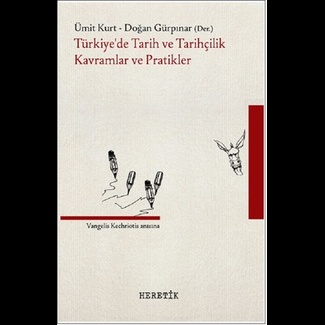 Ümit Kurt - Doğan Gürpınar (Der.)
Türkiye'de Tarih ve Tarihçilik
Kavramlar ve Pratikler
Vangelis Kechriotis anısına
HERETİK